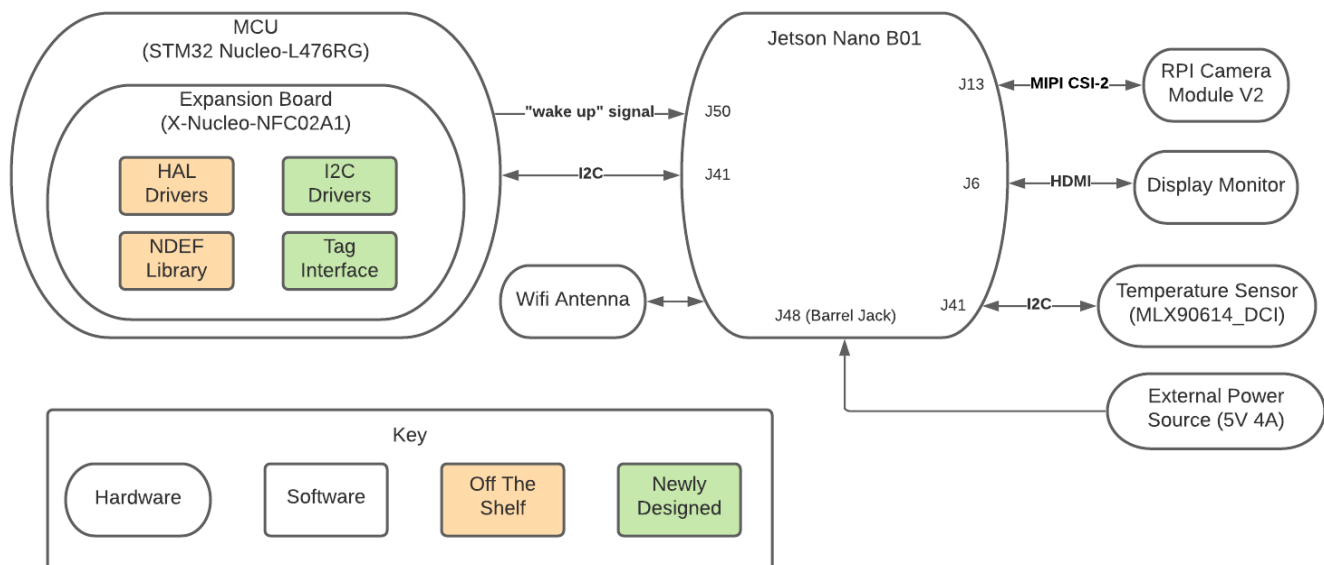 MCU
(STM32 Nucleo-L476RG)
Expansion Board
(X-Nucleo-NFC02A1)
HAL
Drivers
I2C
Drivers
NDEF
Library
Tag
Interface
"wake up" signal
I2C
Wifi Antenna
Jetson Nano B01
J50
J41
J13
J6
J41
J48 (Barrel Jack)
MIPI CSI-2
HDMI
I2C
RPI Camera
Module V2
Display Monitor
Temperature Sensor
(MLX90614_DCI)
External Power
Source (5V 4A)
Key
Hardware
Software
Off The
Shelf
Newly
Designed